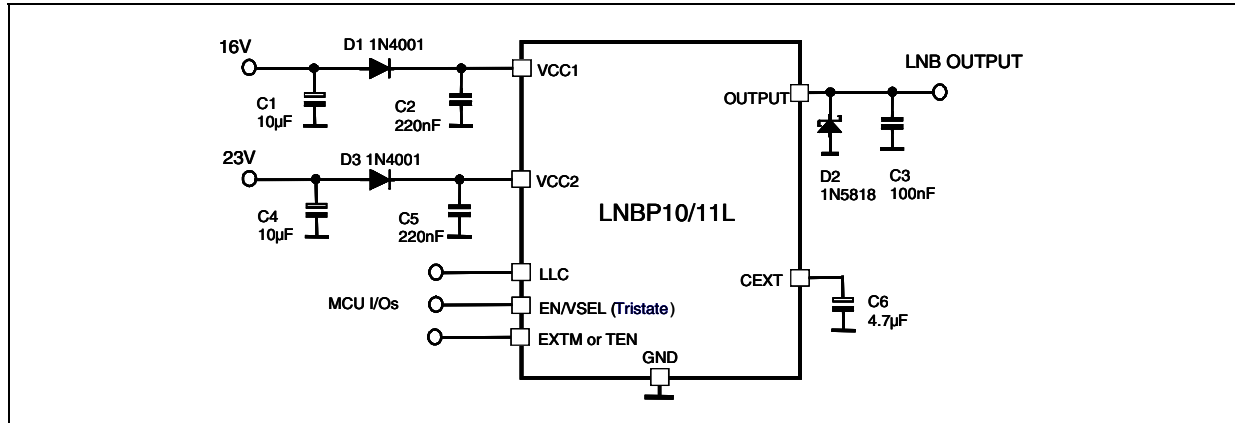 16V
D1 1N4001
VCC1
C1
10µF
C2
220nF
23V
D3 1N4001
VCC2
C4
10µF
C5
220nF
LNBP10/11L
LLC
MCU I/Os
EN/VSEL (Tristate)
EXTM or TEN
GND
OUTPUT
LNB OUTPUT
D2
1N5818
C3
100nF
CEXT
C6
4.7µF